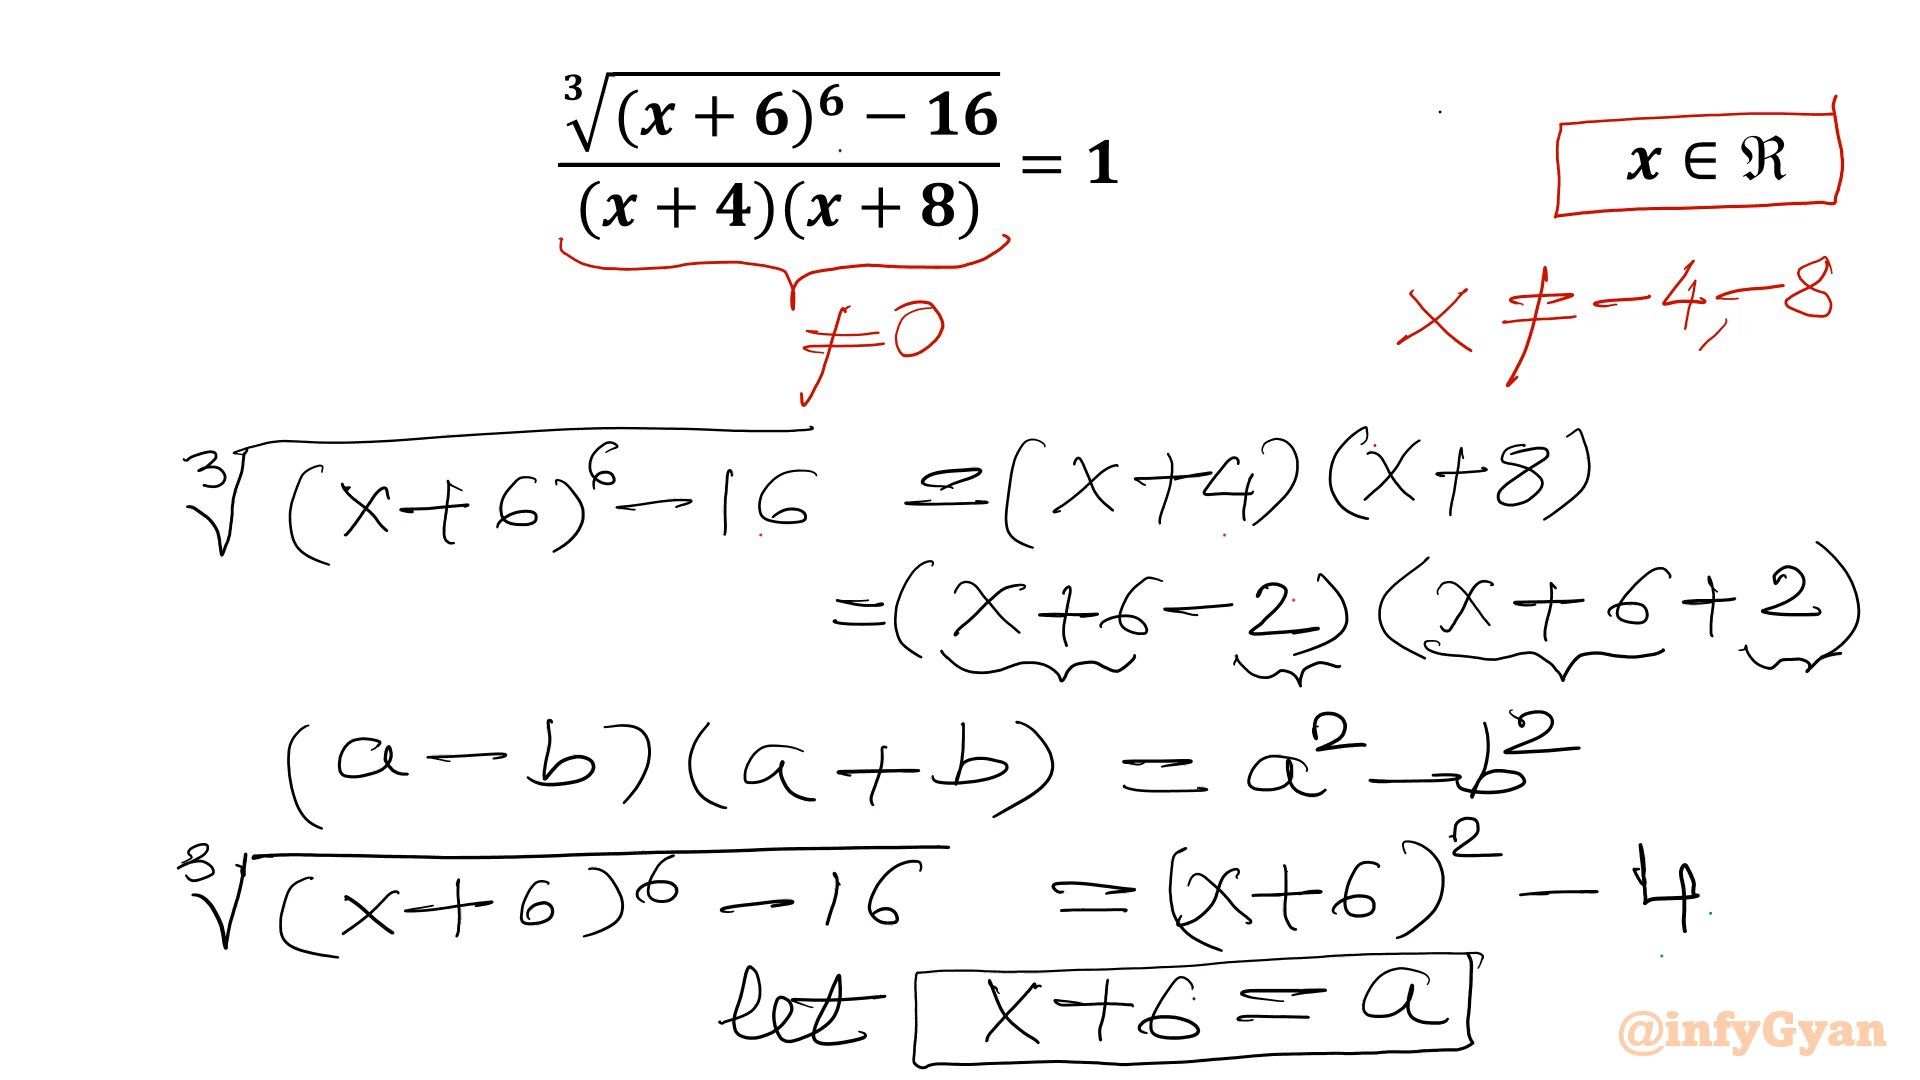 ∛((x + 6)⁶ − 16) / ((x + 4)(x + 8)) = 1
x ∈ ℜ
≠ 0
x ≠ −4, −8
∛((x+6)⁶ − 16) = (x+4)(x+8)
= (x+6−2)(x+6+2)
(a−b)(a+b) = a² − b²
∛((x+6)⁶ − 16) = (x+6)² − 4
let x+6 = a
@infyGyan